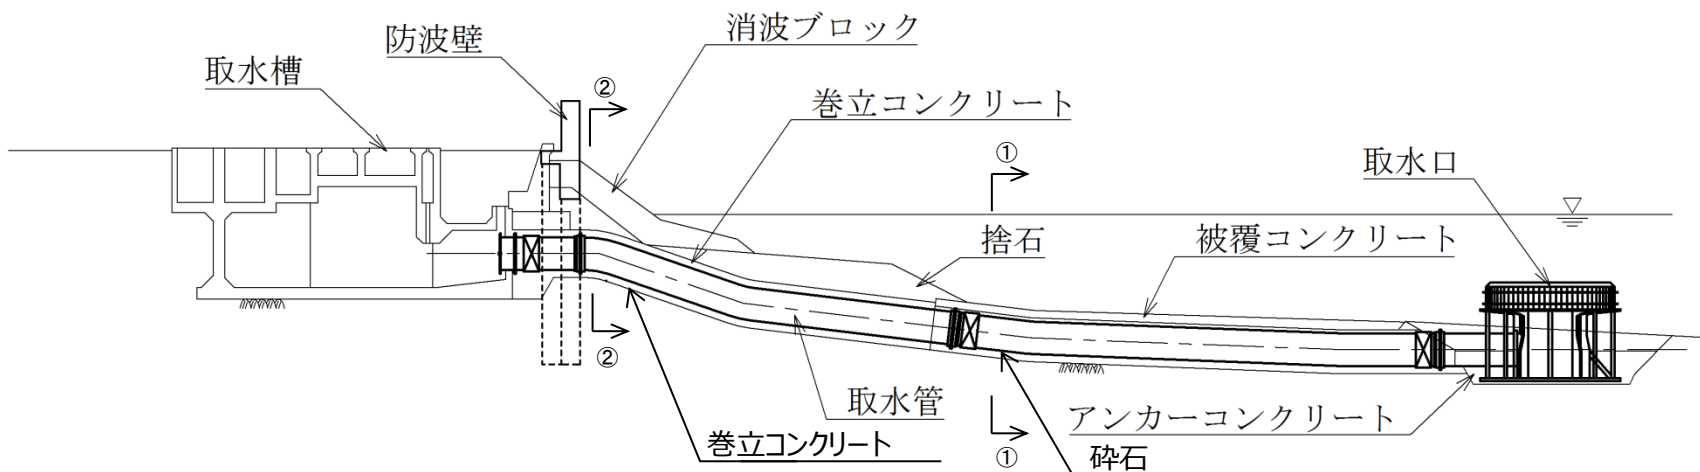 消波ブロック
防波壁
取水槽
②
巻立コンクリート
①
取水口
捨石
被覆コンクリート
②
取水管
アンカーコンクリート
巻立コンクリート
①
砕石